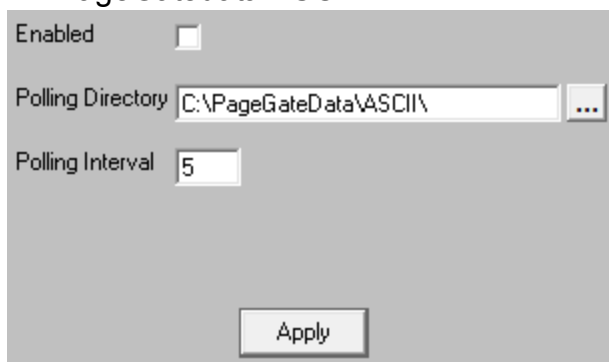 Enabled
Polling Directory C:\PageGateData\ASCII\ ...
Polling Interval 5
Apply